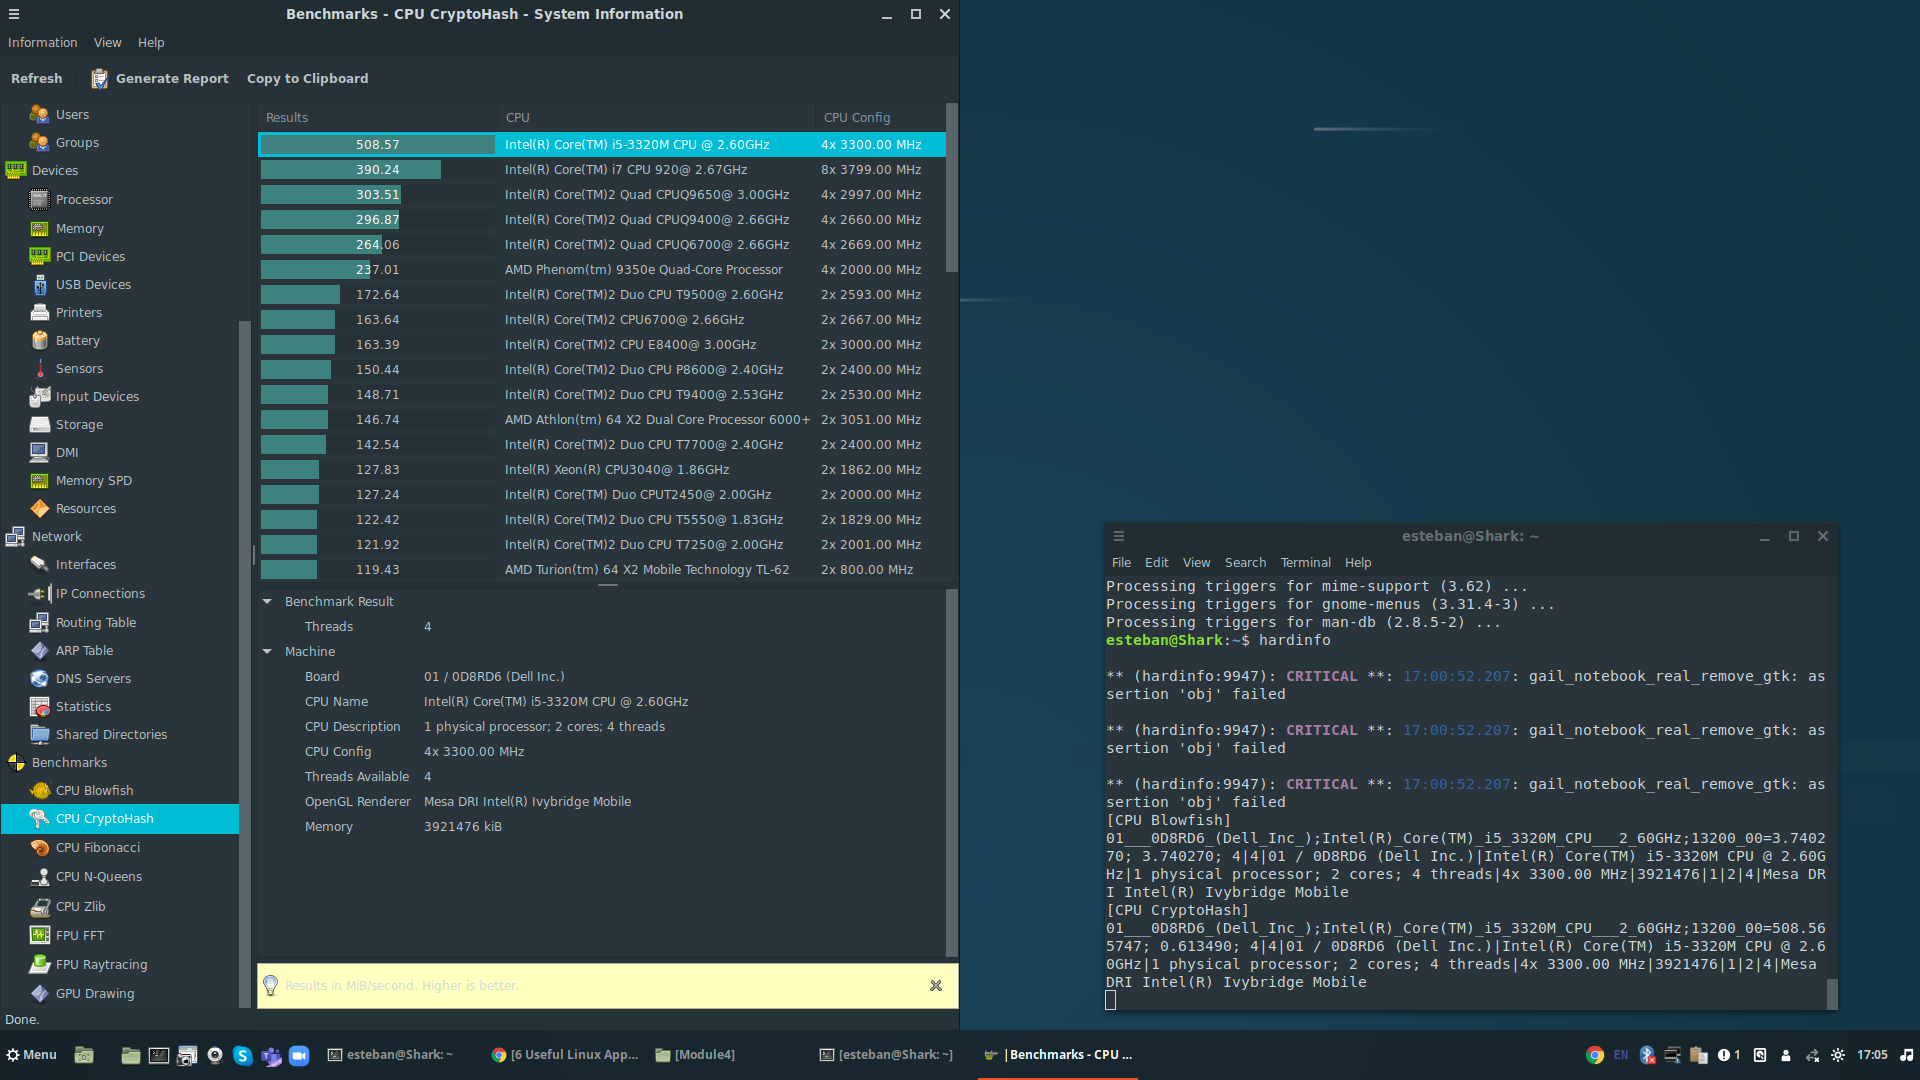 Benchmarks - CPU CryptoHash - System Information
Information View Help
Refresh Generate Report Copy to Clipboard
Users
Groups
Devices
Processor
Memory
PCI Devices
USB Devices
Printers
Battery
Sensors
Input Devices
Storage
DMI
Memory SPD
Resources
Network
Interfaces
IP Connections
Routing Table
ARP Table
DNS Servers
Statistics
Shared Directories
Benchmarks
CPU Blowfish
CPU CryptoHash
CPU Fibonacci
CPU N-Queens
CPU Zlib
FPU FFT
FPU Raytracing
GPU Drawing
Results CPU CPU Config
508.57 Intel(R) Core(TM) i5-3320M CPU @ 2.60GHz 4x 3300.00 MHz
390.24 Intel(R) Core(TM) i7 CPU 920@ 2.67GHz 8x 3799.00 MHz
303.51 Intel(R) Core(TM)2 Quad CPUQ9650@ 3.00GHz 4x 2997.00 MHz
296.87 Intel(R) Core(TM)2 Quad CPUQ9400@ 2.66GHz 4x 2660.00 MHz
264.06 Intel(R) Core(TM)2 Quad CPUQ6700@ 2.66GHz 4x 2669.00 MHz
237.01 AMD Phenom(tm) 9350e Quad-Core Processor 4x 2000.00 MHz
172.64 Intel(R) Core(TM)2 Duo CPU T9500@ 2.60GHz 2x 2593.00 MHz
163.64 Intel(R) Core(TM)2 CPU6700@ 2.66GHz 2x 2667.00 MHz
163.39 Intel(R) Core(TM)2 CPU E8400@ 3.00GHz 2x 3000.00 MHz
150.44 Intel(R) Core(TM)2 Duo CPU P8600@ 2.40GHz 2x 2400.00 MHz
148.71 Intel(R) Core(TM)2 Duo CPU T9400@ 2.53GHz 2x 2530.00 MHz
146.74 AMD Athlon(tm) 64 X2 Dual Core Processor 6000+ 2x 3051.00 MHz
142.54 Intel(R) Core(TM)2 Duo CPU T7700@ 2.40GHz 2x 2400.00 MHz
127.83 Intel(R) Xeon(R) CPU3040@ 1.86GHz 2x 1862.00 MHz
127.24 Intel(R) Core(TM) Duo CPUT2450@ 2.00GHz 2x 2000.00 MHz
122.42 Intel(R) Core(TM)2 Duo CPU T5550@ 1.83GHz 2x 1829.00 MHz
121.92 Intel(R) Core(TM)2 Duo CPU T7250@ 2.00GHz 2x 2001.00 MHz
119.43 AMD Turion(tm) 64 X2 Mobile Technology TL-62 2x 800.00 MHz
Benchmark Result
Threads 4
Machine
Board 01 / 0D8RD6 (Dell Inc.)
CPU Name Intel(R) Core(TM) i5-3320M CPU @ 2.60GHz
CPU Description 1 physical processor; 2 cores; 4 threads
CPU Config 4x 3300.00 MHz
Threads Available 4
OpenGL Renderer Mesa DRI Intel(R) Ivybridge Mobile
Memory 3921476 kiB
Results in MiB/second. Higher is better.
Done.
esteban@Shark: ~
File Edit View Search Terminal Help
Processing triggers for mime-support (3.62) ...
Processing triggers for gnome-menus (3.31.4-3) ...
Processing triggers for man-db (2.8.5-2) ...
esteban@Shark:~$ hardinfo
** (hardinfo:9947): CRITICAL **: 17:00:52.207: gail_notebook_real_remove_gtk: as
sertion 'obj' failed
** (hardinfo:9947): CRITICAL **: 17:00:52.207: gail_notebook_real_remove_gtk: as
sertion 'obj' failed
** (hardinfo:9947): CRITICAL **: 17:00:52.207: gail_notebook_real_remove_gtk: as
sertion 'obj' failed
[CPU Blowfish]
01___0D8RD6_(Dell_Inc_);Intel(R)_Core(TM)_i5_3320M_CPU___2_60GHz;13200_00=3.7402
70; 3.740270; 4|4|01 / 0D8RD6 (Dell Inc.)|Intel(R) Core(TM) i5-3320M CPU @ 2.60G
Hz|1 physical processor; 2 cores; 4 threads|4x 3300.00 MHz|3921476|1|2|4|Mesa DR
I Intel(R) Ivybridge Mobile
[CPU CryptoHash]
01___0D8RD6_(Dell_Inc_);Intel(R)_Core(TM)_i5_3320M_CPU___2_60GHz;13200_00=508.56
5747; 0.613490; 4|4|01 / 0D8RD6 (Dell Inc.)|Intel(R) Core(TM) i5-3320M CPU @ 2.6
0GHz|1 physical processor; 2 cores; 4 threads|4x 3300.00 MHz|3921476|1|2|4|Mesa
DRI Intel(R) Ivybridge Mobile
Menu esteban@Shark: ~ [6 Useful Linux App... [Module4] [esteban@Shark: ~] |Benchmarks - CPU ... EN 1 17:05